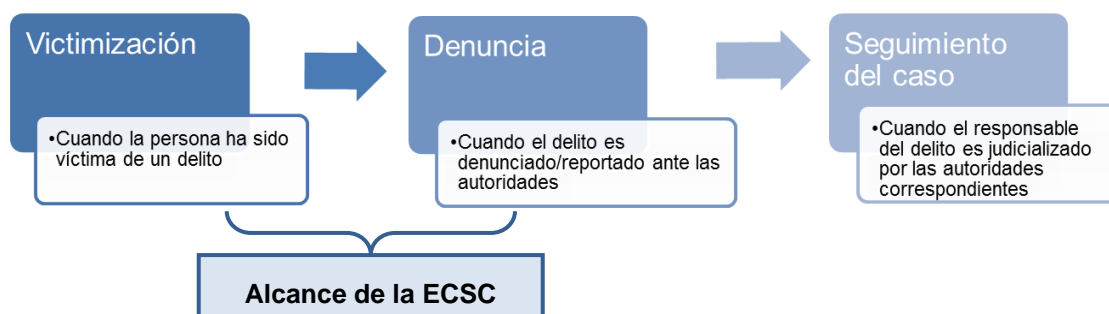 Victimización
•Cuando la persona ha sido
víctima de un delito
Denuncia
•Cuando el delito es
denunciado/reportado ante las
autoridades
Seguimiento
del caso
•Cuando el responsable
del delito es judicializado
por las autoridades
correspondientes
Alcance de la ECSC